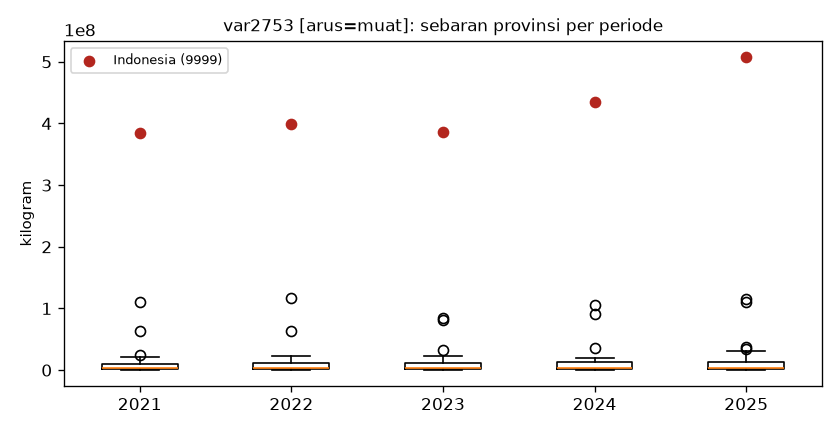 var2753 [arus=muat]: sebaran provinsi per periode
1e8
Indonesia (9999)
5
4
3
2
1
0
kilogram
2021 2022 2023 2024 2025